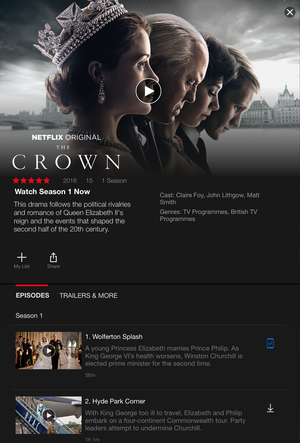 NETFLIX ORIGINAL
THE
CROWN
2016 15 1 Season
Watch Season 1 Now
This drama follows the political rivalries
and romance of Queen Elizabeth II's
reign and the events that shaped the
second half of the 20th century.
Cast: Claire Foy, John Lithgow, Matt
Smith
Genres: TV Programmes, British TV
Programmes
My List
Share
EPISODES TRAILERS & MORE
Season 1
1. Wolferton Splash
A young Princess Elizabeth marries Prince Philip. As
King George VI's health worsens, Winston Churchill is
elected prime minister for the second time.
56m
2. Hyde Park Corner
With King George too ill to travel, Elizabeth and Philip
embark on a four-continent Commonwealth tour. Party
leaders attempt to undermine Churchill.
1h 1m